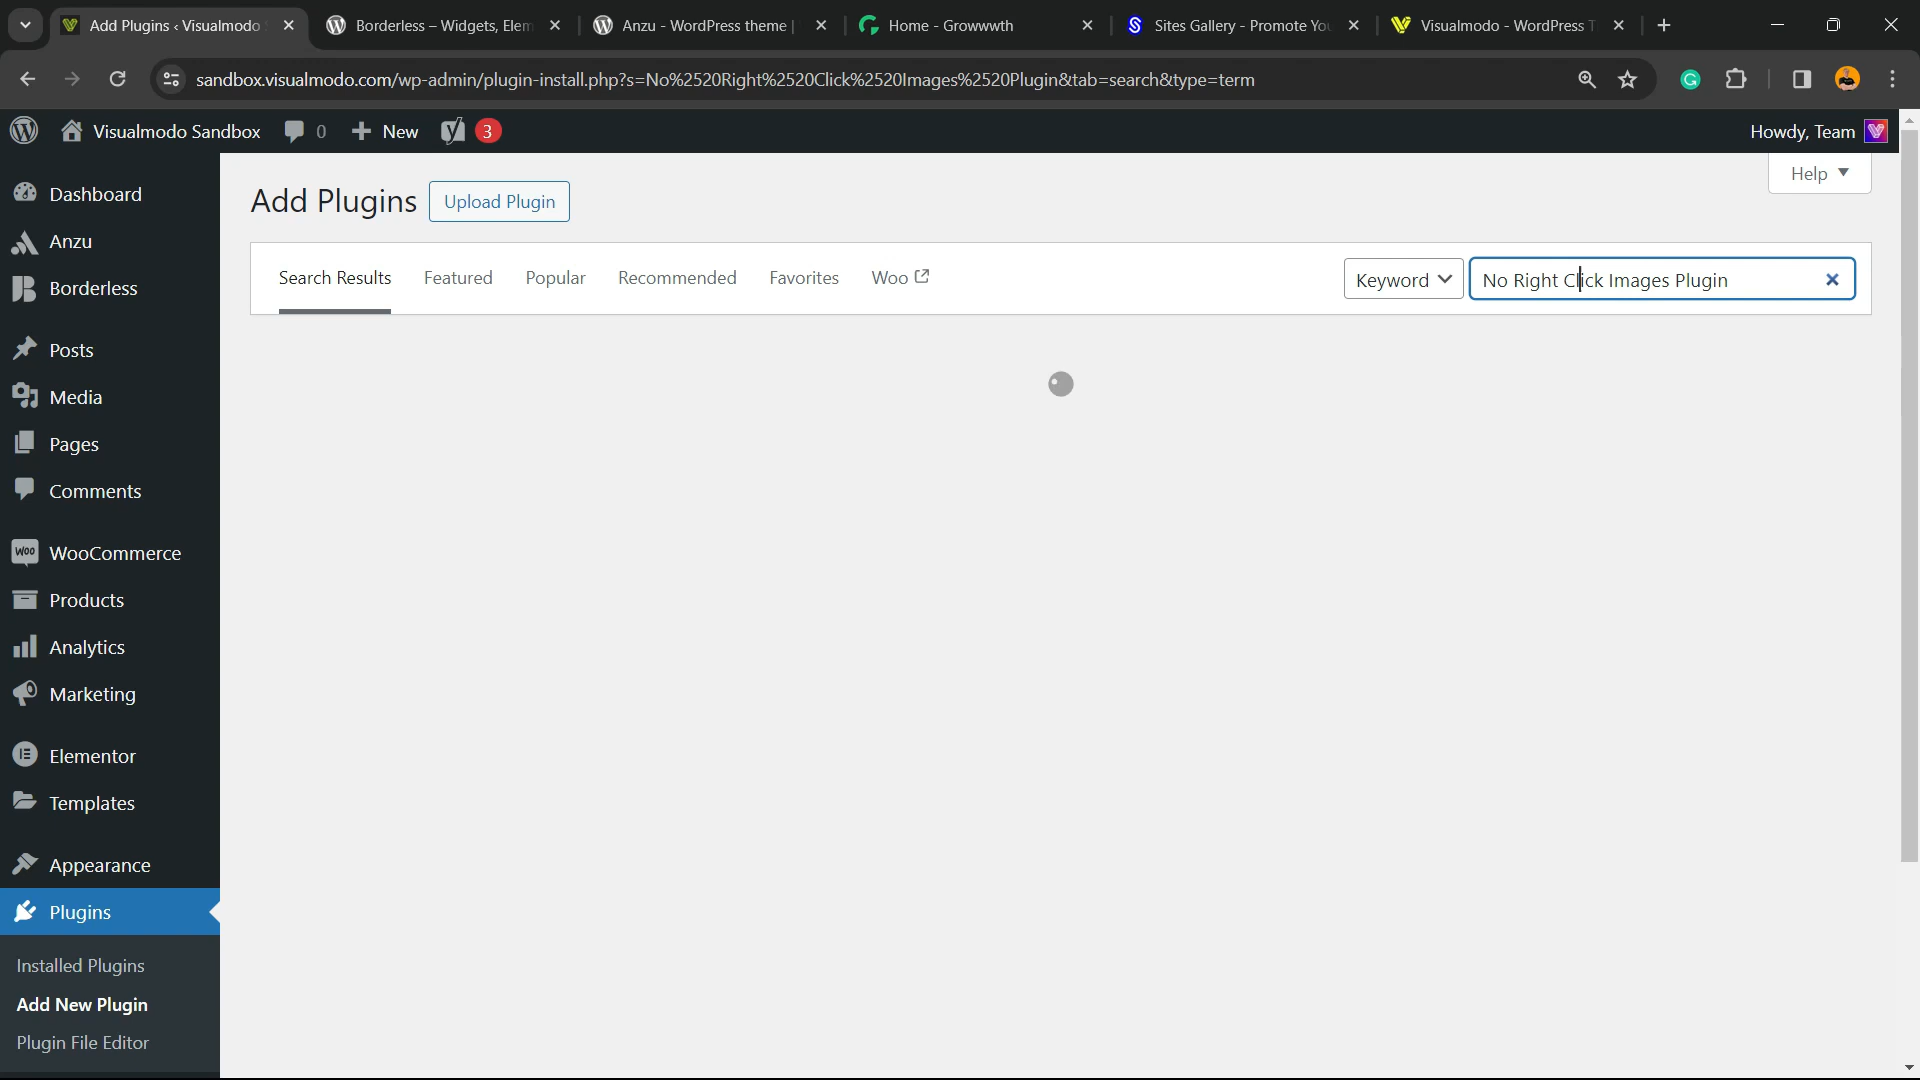 Add Plugins ‹ Visualmodo
Borderless – Widgets, Elem
Anzu - WordPress theme |
Home - Growwwth
Sites Gallery - Promote You
Visualmodo - WordPress T
sandbox.visualmodo.com/wp-admin/plugin-install.php?s=No%2520Right%2520Click%2520Images%2520Plugin&tab=search&type=term
Visualmodo Sandbox
0
New
3
Howdy, Team
Dashboard
Anzu
Borderless
Posts
Media
Pages
Comments
WooCommerce
Products
Analytics
Marketing
Elementor
Templates
Appearance
Plugins
Installed Plugins
Add New Plugin
Plugin File Editor
Help
Add Plugins
Upload Plugin
Search Results
Featured
Popular
Recommended
Favorites
Woo
Keyword
No Right Click Images Plugin